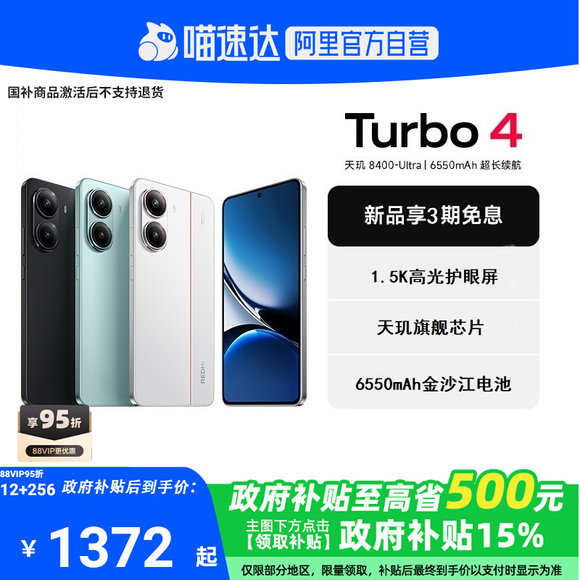 喵速达 阿里官方自营
国补商品激活后不支持退货
Turbo 4
天玑 8400-Ultra | 6550mAh 超长续航
新品享3期免息
1.5K高光护眼屏
天玑旗舰芯片
6550mAh金沙江电池
REDMI
享95折
88VIP更优惠
88VIP95折
12+256 政府补贴后到手价:
¥1372起
政府补贴至高省500元
主图下方点击
【领取补贴】政府补贴15%
仅限部分地区，限量领取，补贴后最终到手价以支付时显示为准